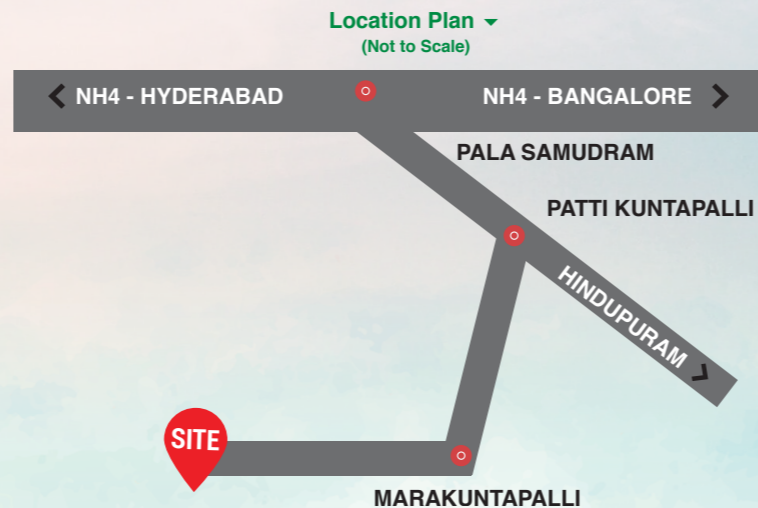 Location Plan
(Not to Scale)
NH4 - HYDERABAD
NH4 - BANGALORE
PALA SAMUDRAM
PATTI KUNTAPALLI
HINDUPURAM
SITE
MARAKUNTAPALLI